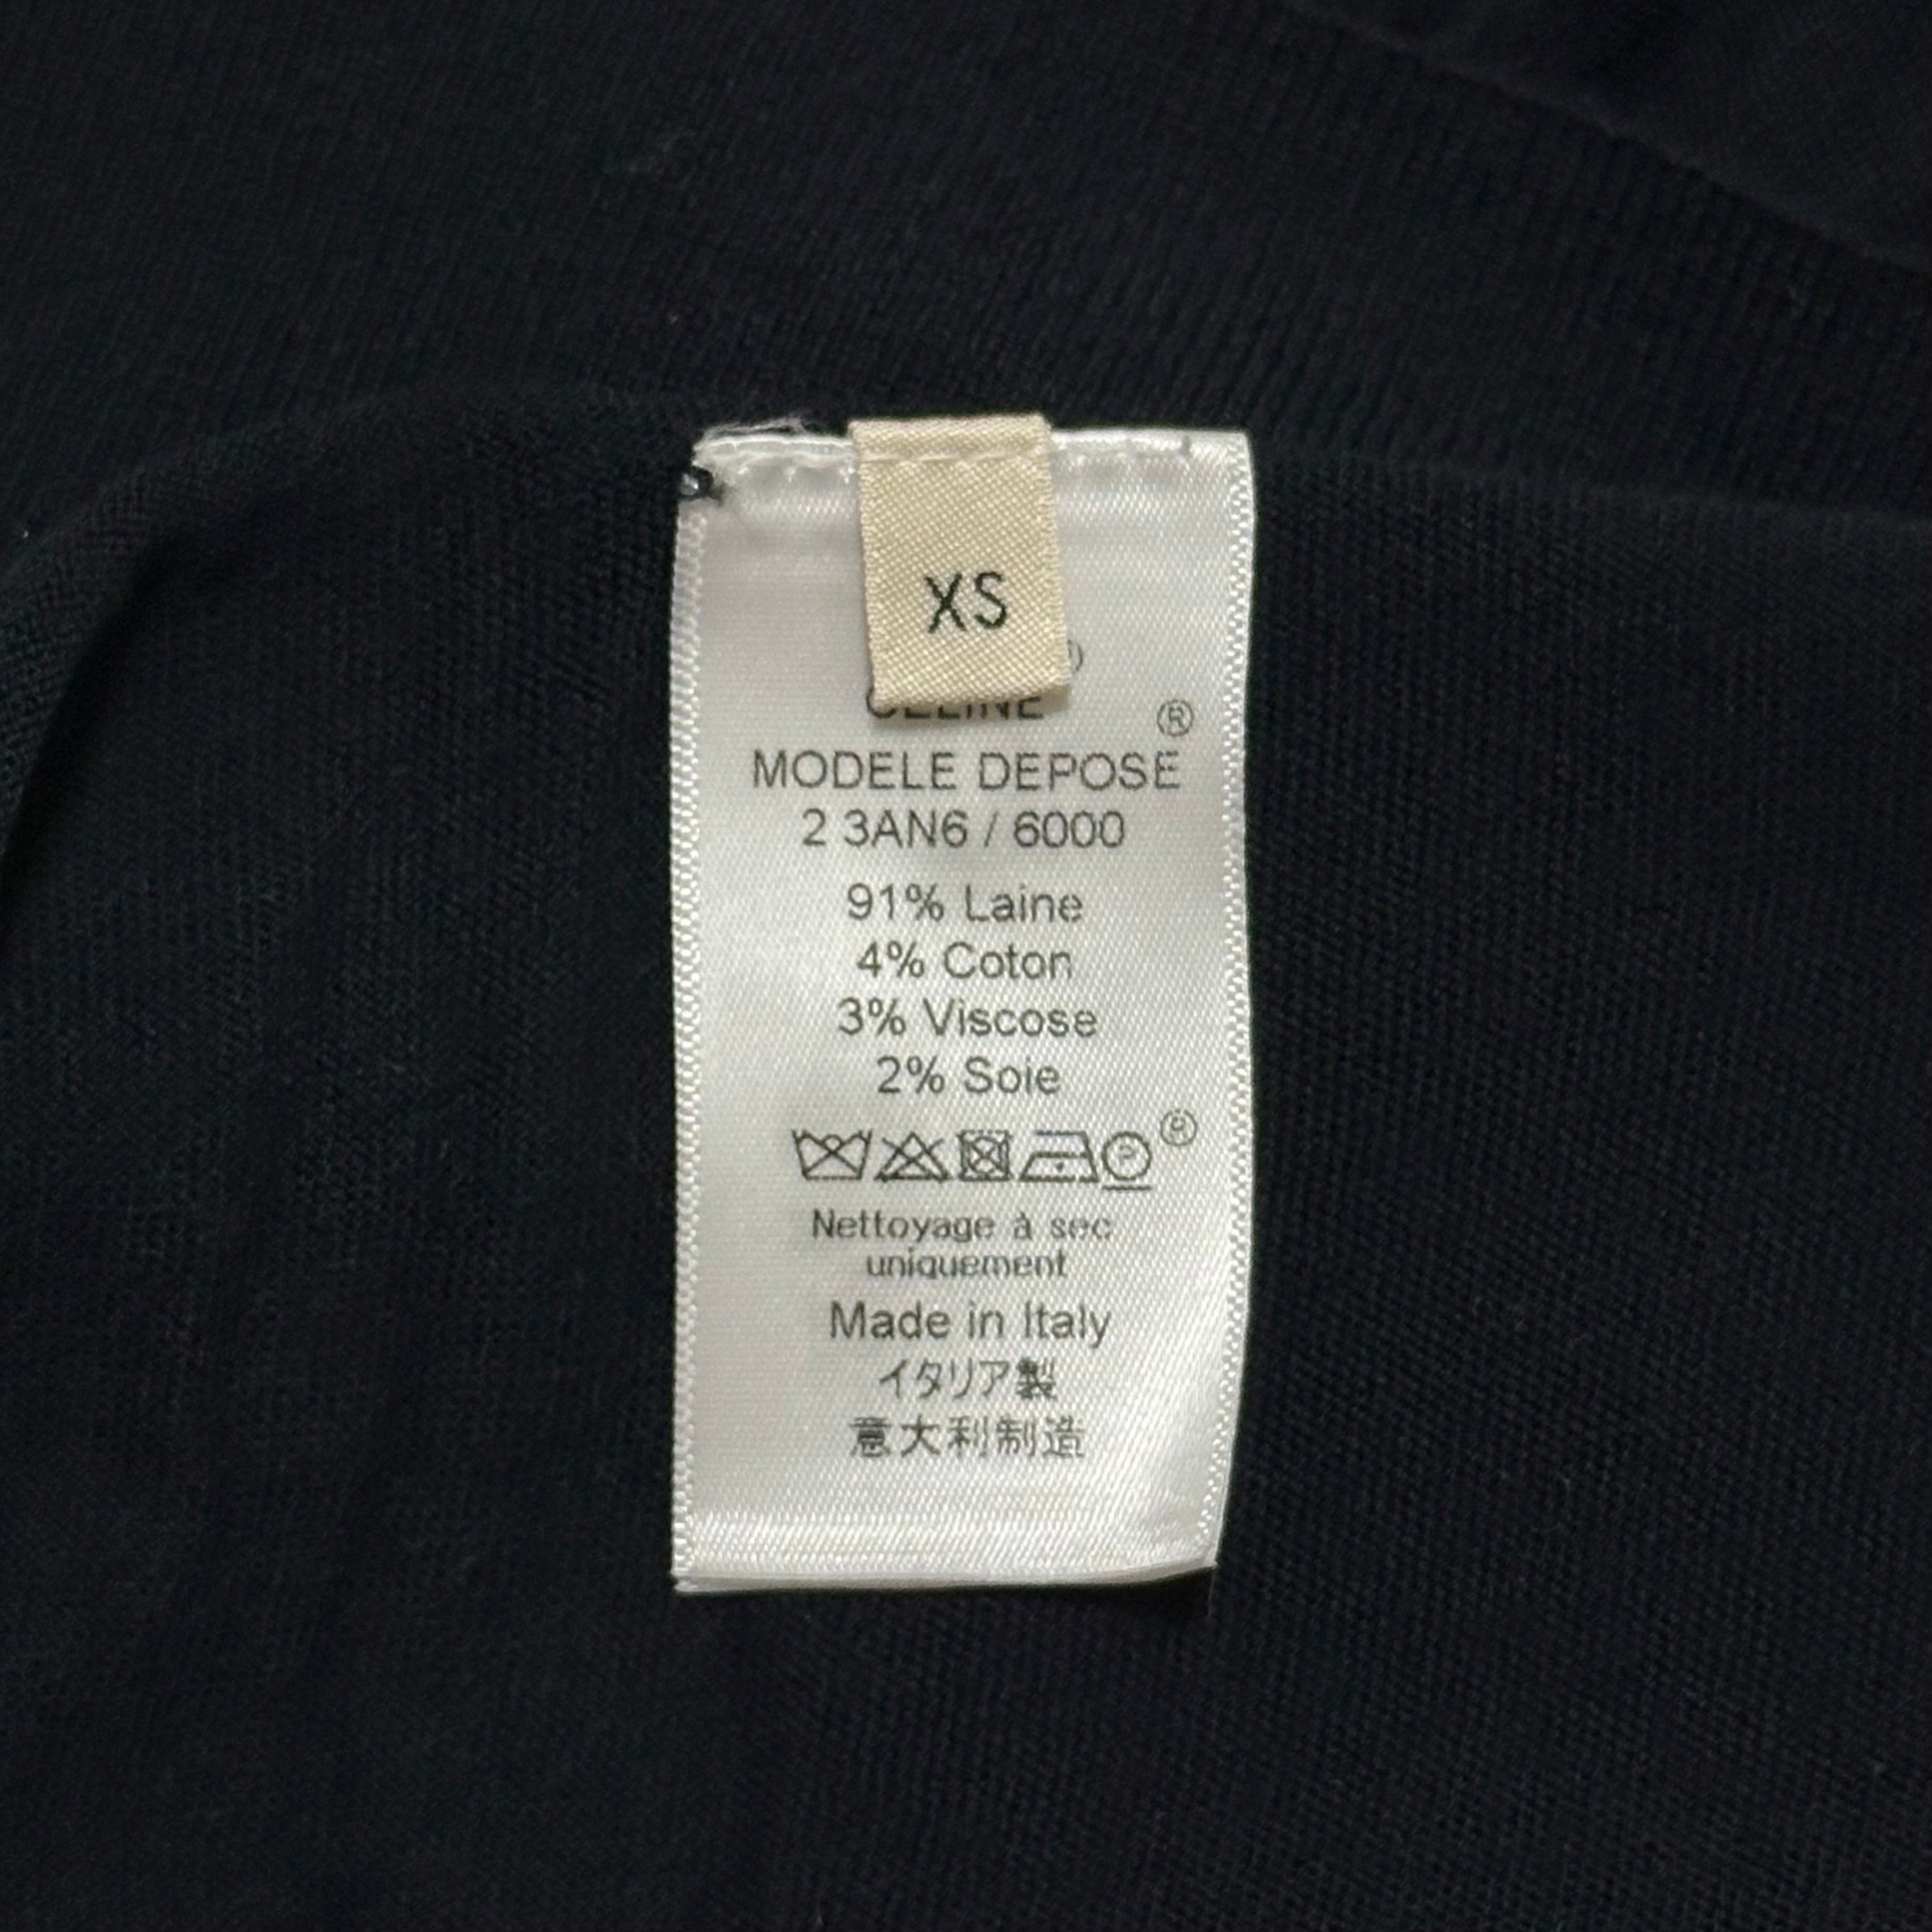 XS
CELINE
®
MODELE DEPOSE
2 3AN6 / 6000
91% Laine
4% Coton
3% Viscose
2% Soie
P ®
Nettoyage à sec
uniquement
Made in Italy
イタリア製
意大利制造